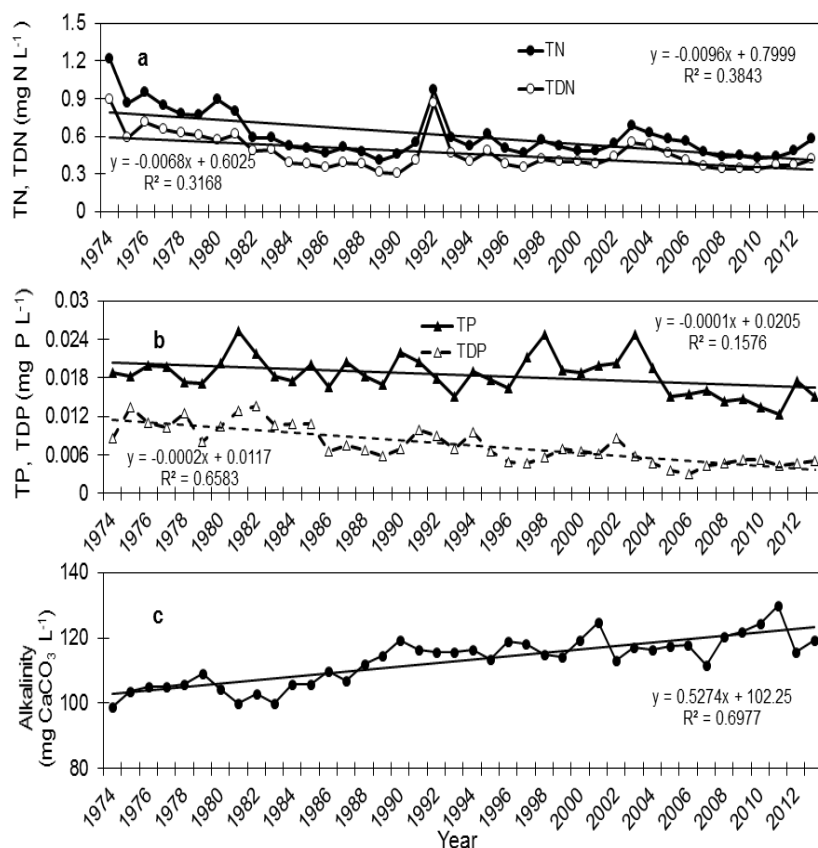 TN, TDN (mg N L-1)
1.5
1.2
0.9
0.6
0.3
0
a
TN
TDN
y = -0.0096x + 0.7999
R² = 0.3843
y = -0.0068x + 0.6025
R² = 0.3168
1974 1976 1978 1980 1982 1984 1986 1988 1990 1992 1994 1996 1998 2000 2002 2004 2006 2008 2010 2012
TP, TDP (mg P L-1)
0.03
0.024
0.018
0.012
0.006
0
b
TP
TDP
y = -0.0001x + 0.0205
R² = 0.1576
y = -0.0002x + 0.0117
R² = 0.6583
1974 1976 1978 1980 1982 1984 1986 1988 1990 1992 1994 1996 1998 2000 2002 2004 2006 2008 2010 2012
Alkalinity
(mg CaCO3 L-1)
140
120
100
80
c
y = 0.5274x + 102.25
R² = 0.6977
1974 1976 1978 1980 1982 1984 1986 1988 1990 1992 1994 1996 1998 2000 2002 2004 2006 2008 2010 2012
Year